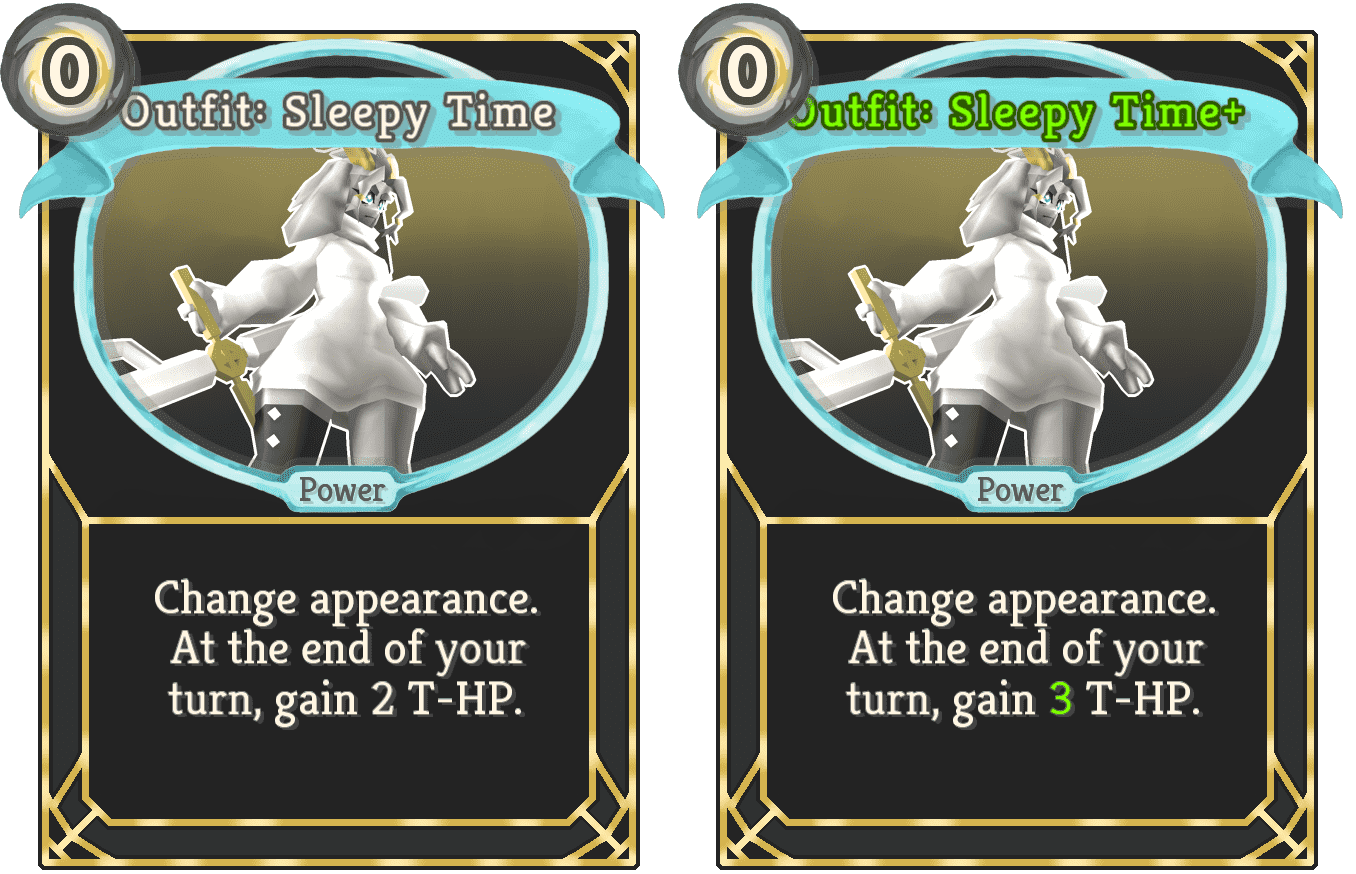 0
Outfit: Sleepy Time
Power
Change appearance.
At the end of your
turn, gain 2 T-HP.
0
Outfit: Sleepy Time+
Power
Change appearance.
At the end of your
turn, gain 3 T-HP.